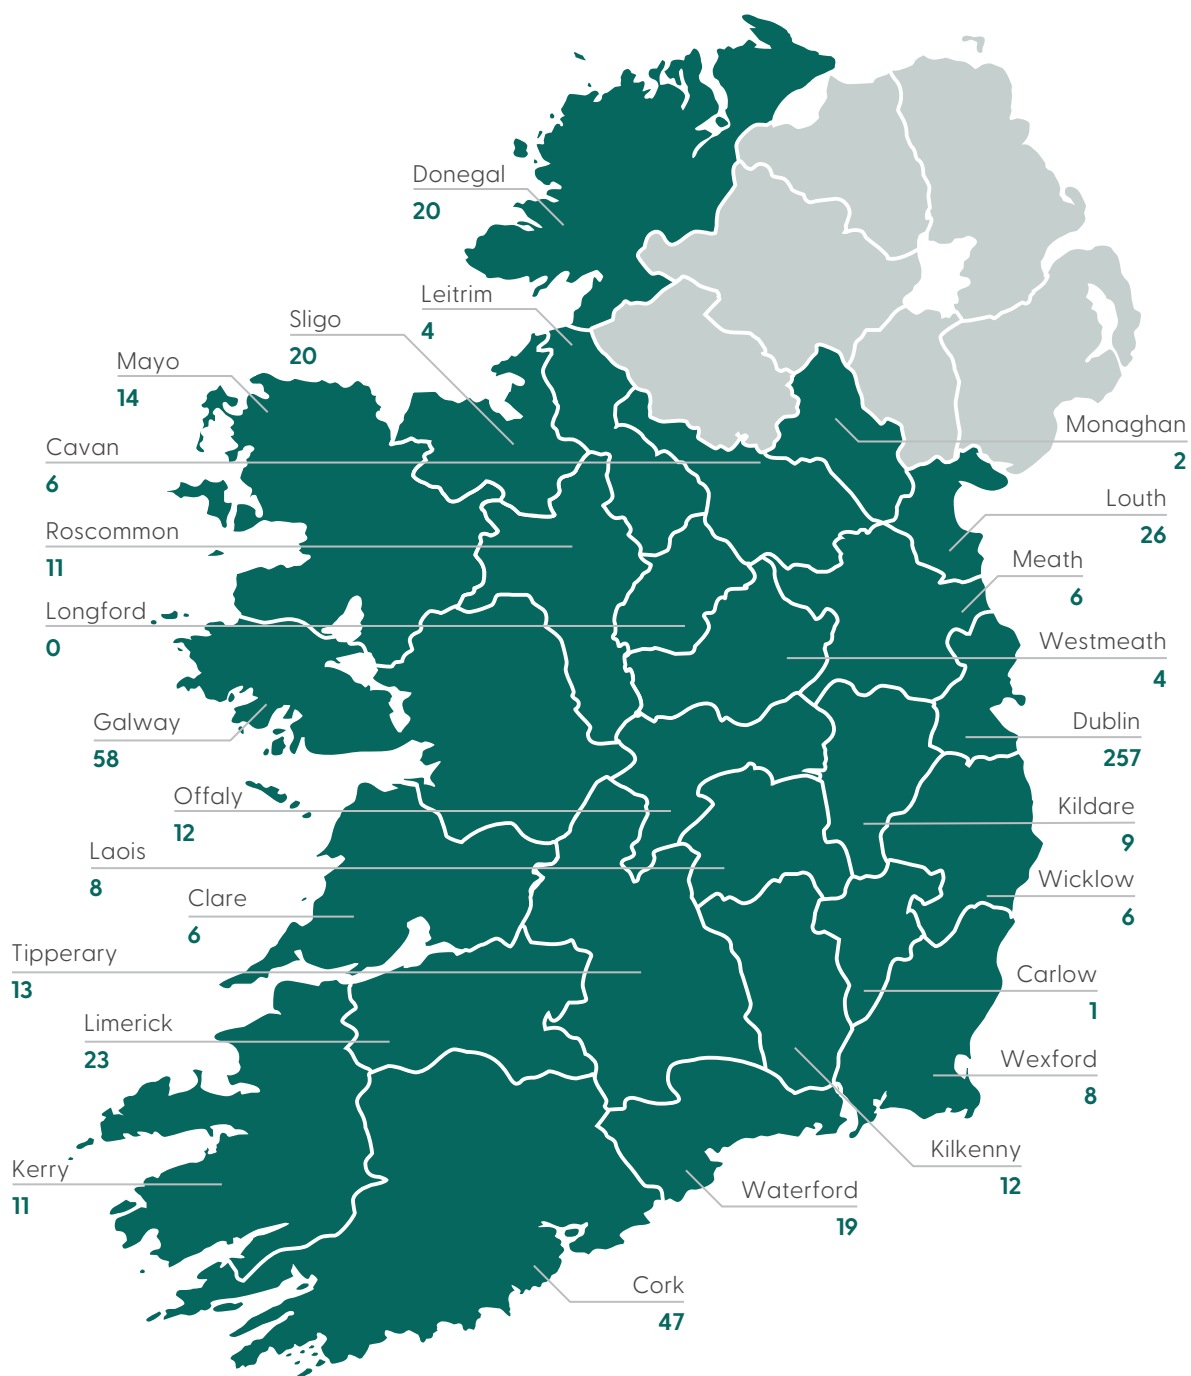 Donegal
20
Leitrim
4
Sligo
20
Mayo
14
Monaghan
2
Cavan
6
Louth
26
Roscommon
11
Meath
6
Longford
0
Westmeath
4
Galway
58
Dublin
257
Offaly
12
Kildare
9
Laois
8
Wicklow
6
Clare
6
Tipperary
13
Carlow
1
Limerick
23
Wexford
8
Kilkenny
12
Kerry
11
Waterford
19
Cork
47